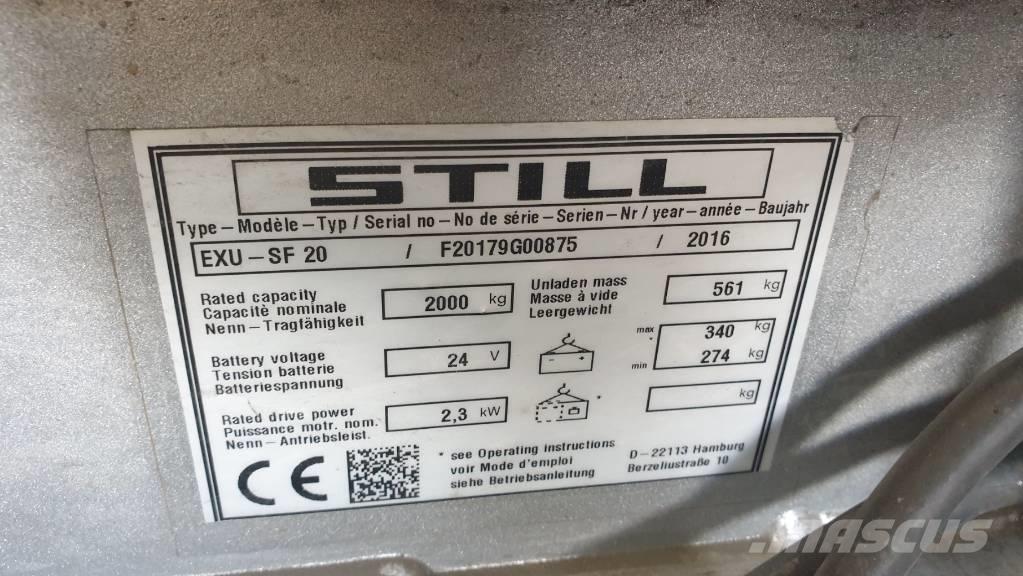 STILL
Type – Modèle – Typ / Serial no – No de série – Serien – Nr / year – année – Baujahr
EXU – SF 20 / F20179G00875 / 2016
Rated capacity
Capacité nominale
Nenn – Tragfähigkeit
2000 kg
Unladen mass
Masse à vide
Leergewicht
561 kg
Battery voltage
Tension batterie
Batteriespannung
24 V
max 340 kg
*
min 274 kg
Rated drive power
Puissance motr. nom.
Nenn – Antriebsleist.
2,3 kW
*
kg
CE
* see Operating instructions
voir Mode d'emploi
siehe Betriebsanleitung
D – 22113 Hamburg
Berzeliustraße 10
MASCUS